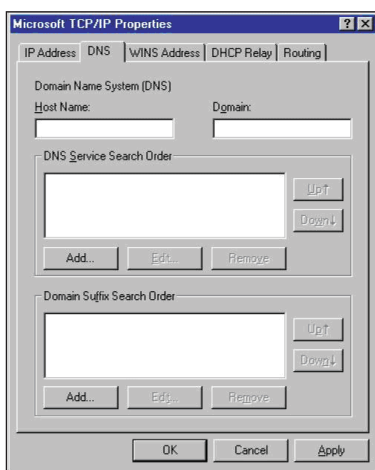 Microsoft TCP/IP Properties ? X
IP Address DNS WINS Address DHCP Relay Routing
Domain Name System (DNS)
Host Name: Domain:
DNS Service Search Order
Up↑
Down↓
Add... Edit... Remove
Domain Suffix Search Order
Up↑
Down↓
Add... Edit... Remove
OK Cancel Apply